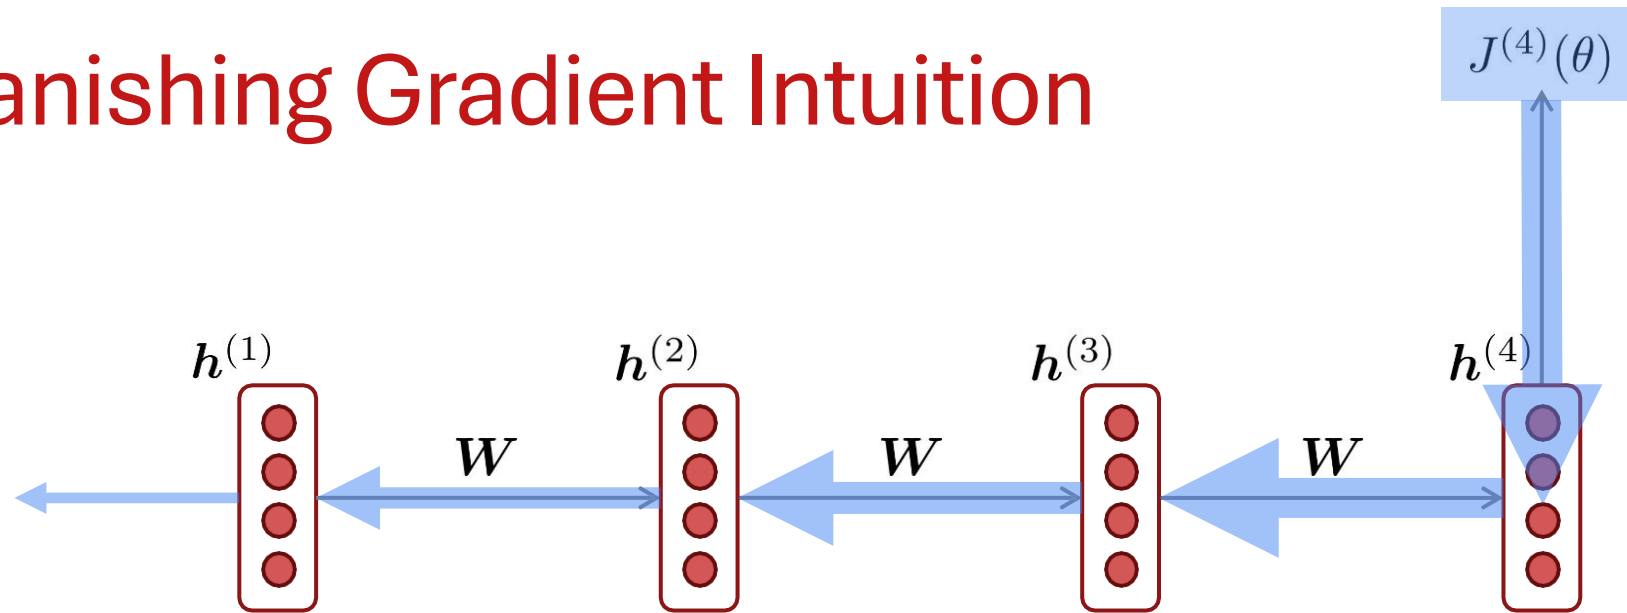 anishing Gradient Intuition
J^{(4)}(θ)
h^{(1)} h^{(2)} h^{(3)} h^{(4)}
W W W